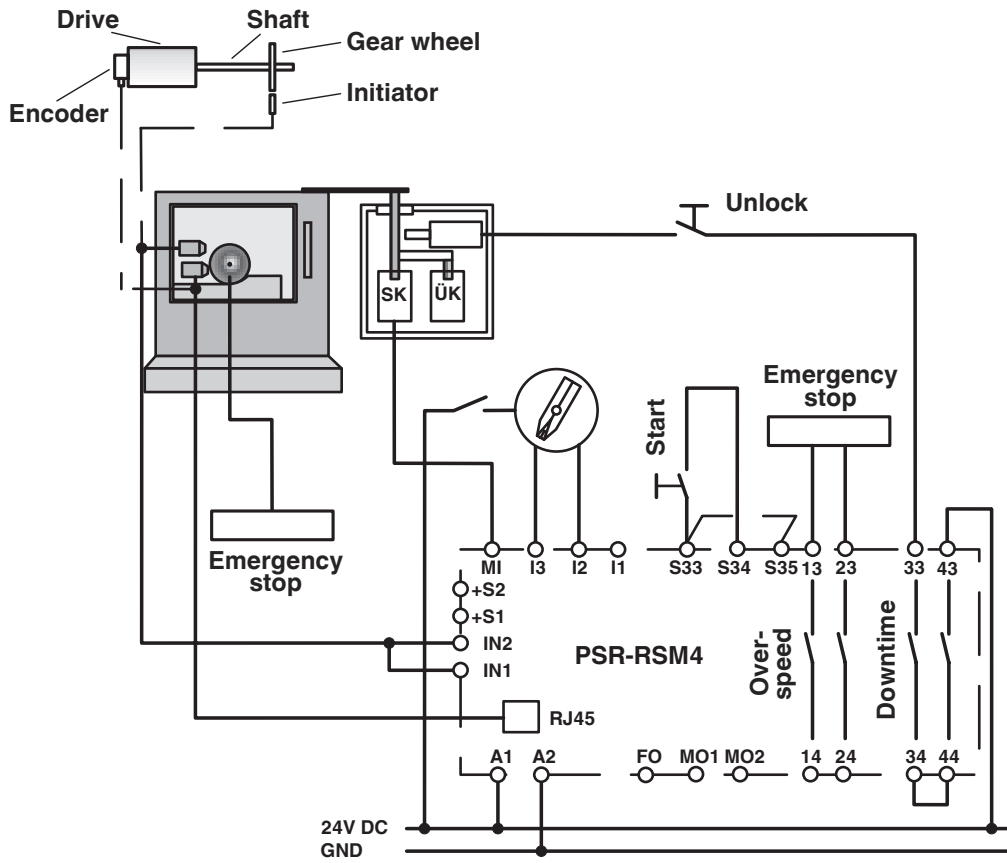 Drive
Shaft
Gear wheel
Initiator
Encoder
Unlock
SK
ÜK
Emergency
stop
Start
Emergency
stop
MI
I3
I2
I1
S33
S34
S35
13
23
33
43
+S2
+S1
IN2
IN1
PSR-RSM4
Over-
speed
Downtime
RJ45
A1
A2
FO
MO1
MO2
14
24
34
44
24V DC
GND